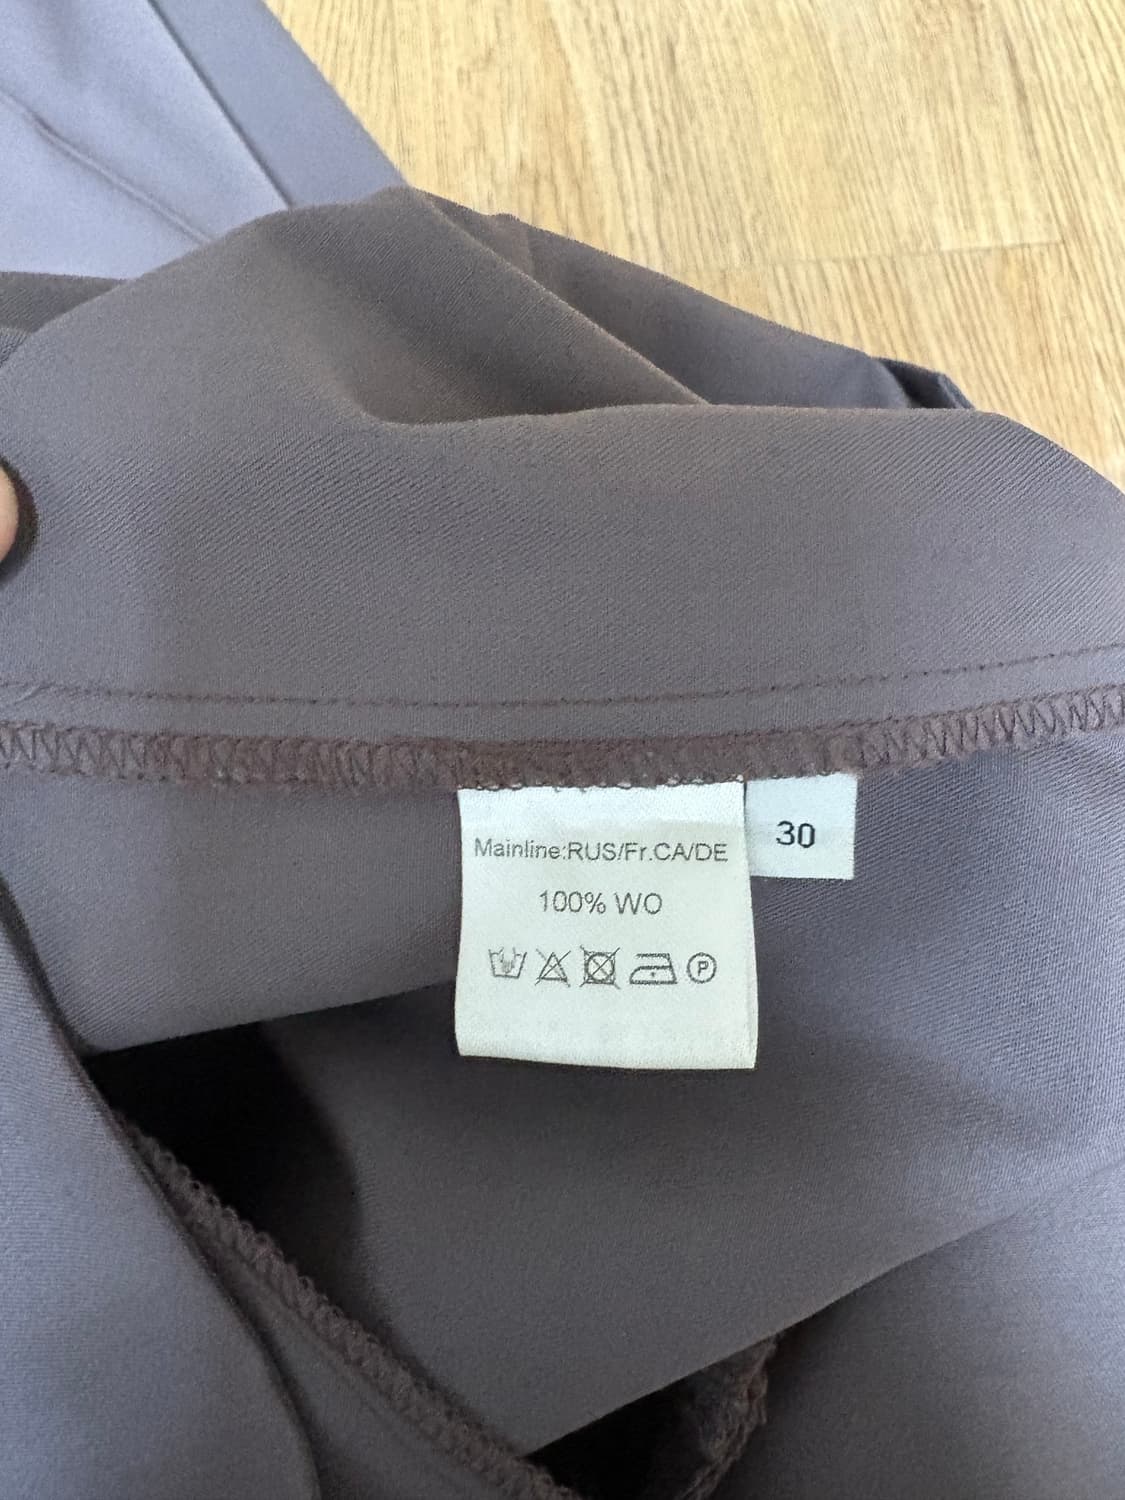 Mainline:RUS/Fr.CA/DE
100% WO
P
30